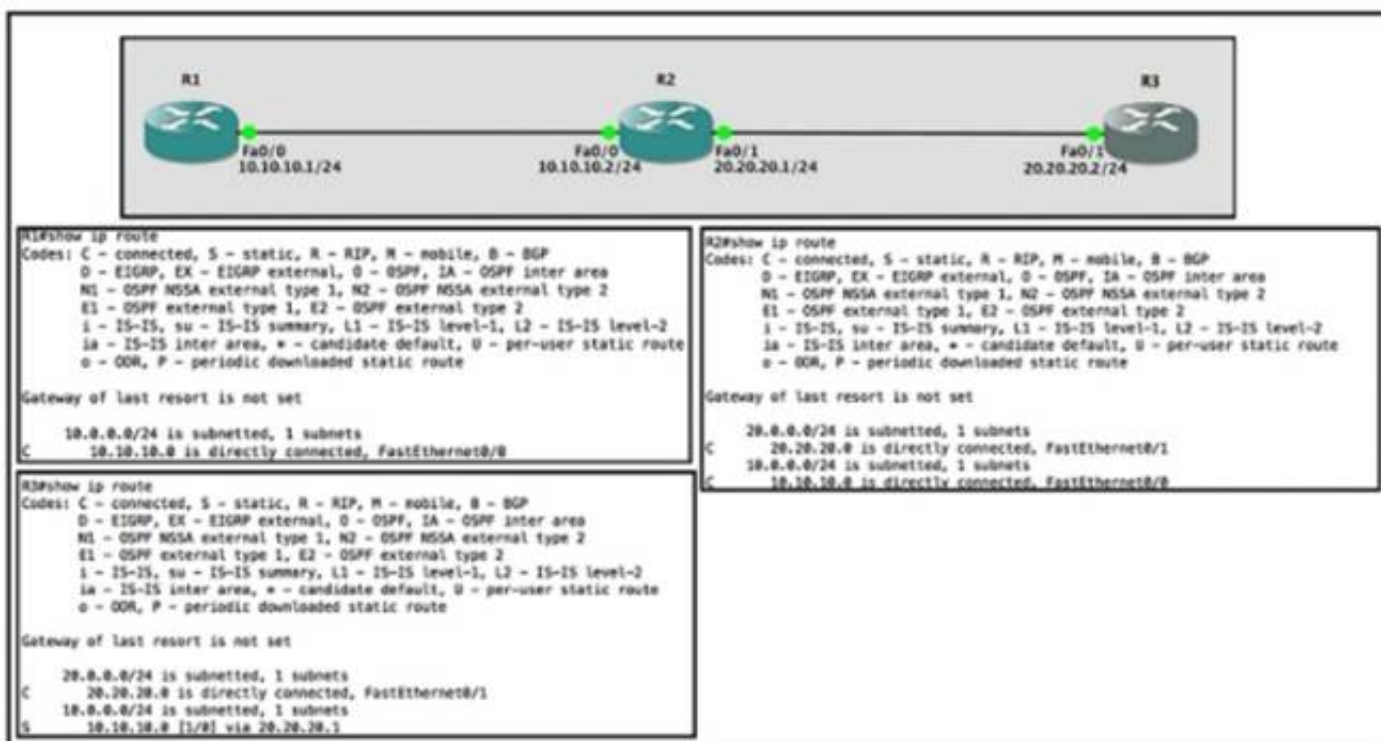 R1
R2
R3
Fa0/0
10.10.10.1/24
Fa0/0
10.10.10.2/24
Fa0/1
20.20.20.1/24
Fa0/1
20.20.20.2/24
R1#show ip route
Codes: C - connected, S - static, R - RIP, M - mobile, B - BGP
D - EIGRP, EX - EIGRP external, O - OSPF, IA - OSPF inter area
N1 - OSPF NSSA external type 1, N2 - OSPF NSSA external type 2
E1 - OSPF external type 1, E2 - OSPF external type 2
i - IS-IS, su - IS-IS summary, L1 - IS-IS level-1, L2 - IS-IS level-2
ia - IS-IS inter area, * - candidate default, U - per-user static route
o - ODR, P - periodic downloaded static route
Gateway of last resort is not set
10.0.0.0/24 is subnetted, 1 subnets
C 10.10.10.0 is directly connected, FastEthernet0/0
R2#show ip route
Codes: C - connected, S - static, R - RIP, M - mobile, B - BGP
D - EIGRP, EX - EIGRP external, O - OSPF, IA - OSPF inter area
N1 - OSPF NSSA external type 1, N2 - OSPF NSSA external type 2
E1 - OSPF external type 1, E2 - OSPF external type 2
i - IS-IS, su - IS-IS summary, L1 - IS-IS level-1, L2 - IS-IS level-2
ia - IS-IS inter area, * - candidate default, U - per-user static route
o - ODR, P - periodic downloaded static route
Gateway of last resort is not set
20.0.0.0/24 is subnetted, 1 subnets
C 20.20.20.0 is directly connected, FastEthernet0/1
10.0.0.0/24 is subnetted, 1 subnets
C 10.10.10.0 is directly connected, FastEthernet0/0
R3#show ip route
Codes: C - connected, S - static, R - RIP, M - mobile, B - BGP
D - EIGRP, EX - EIGRP external, O - OSPF, IA - OSPF inter area
N1 - OSPF NSSA external type 1, N2 - OSPF NSSA external type 2
E1 - OSPF external type 1, E2 - OSPF external type 2
i - IS-IS, su - IS-IS summary, L1 - IS-IS level-1, L2 - IS-IS level-2
ia - IS-IS inter area, * - candidate default, U - per-user static route
o - ODR, P - periodic downloaded static route
Gateway of last resort is not set
20.0.0.0/24 is subnetted, 1 subnets
C 20.20.20.0 is directly connected, FastEthernet0/1
10.0.0.0/24 is subnetted, 1 subnets
S 10.10.10.0 [1/0] via 20.20.20.1